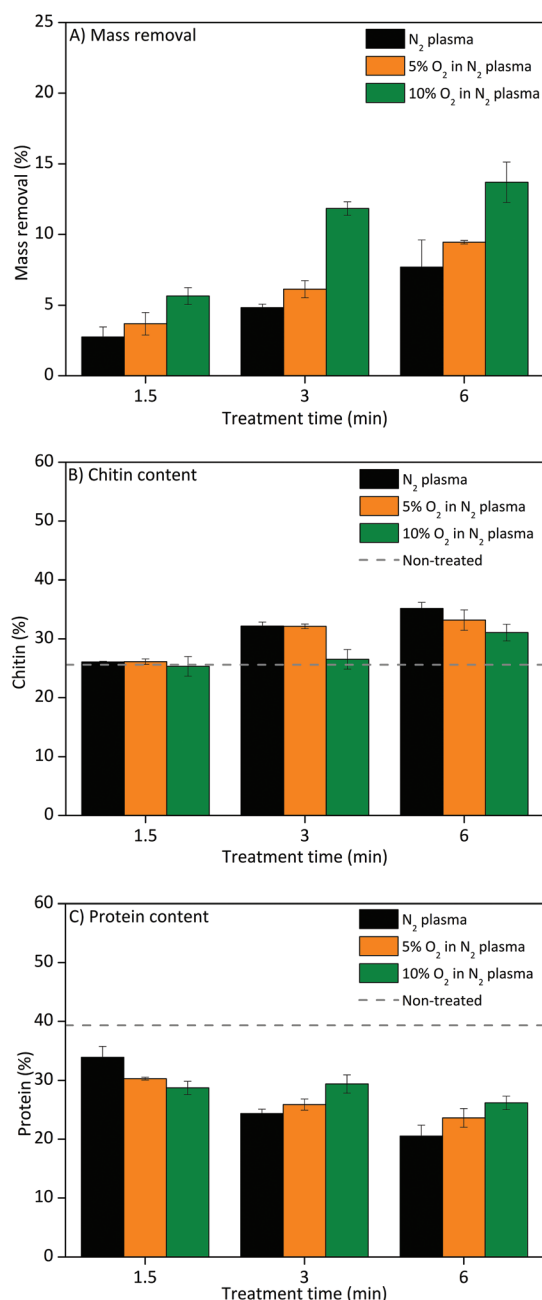 A) Mass removal
N₂ plasma
5% O₂ in N₂ plasma
10% O₂ in N₂ plasma
25
20
15
10
5
0
Mass removal (%)
1.5 3 6
Treatment time (min)
B) Chitin content
N₂ plasma
5% O₂ in N₂ plasma
10% O₂ in N₂ plasma
Non-treated
60
50
40
30
20
10
0
Chitin (%)
1.5 3 6
Treatment time (min)
C) Protein content
N₂ plasma
5% O₂ in N₂ plasma
10% O₂ in N₂ plasma
Non-treated
60
50
40
30
20
10
0
Protein (%)
1.5 3 6
Treatment time (min)